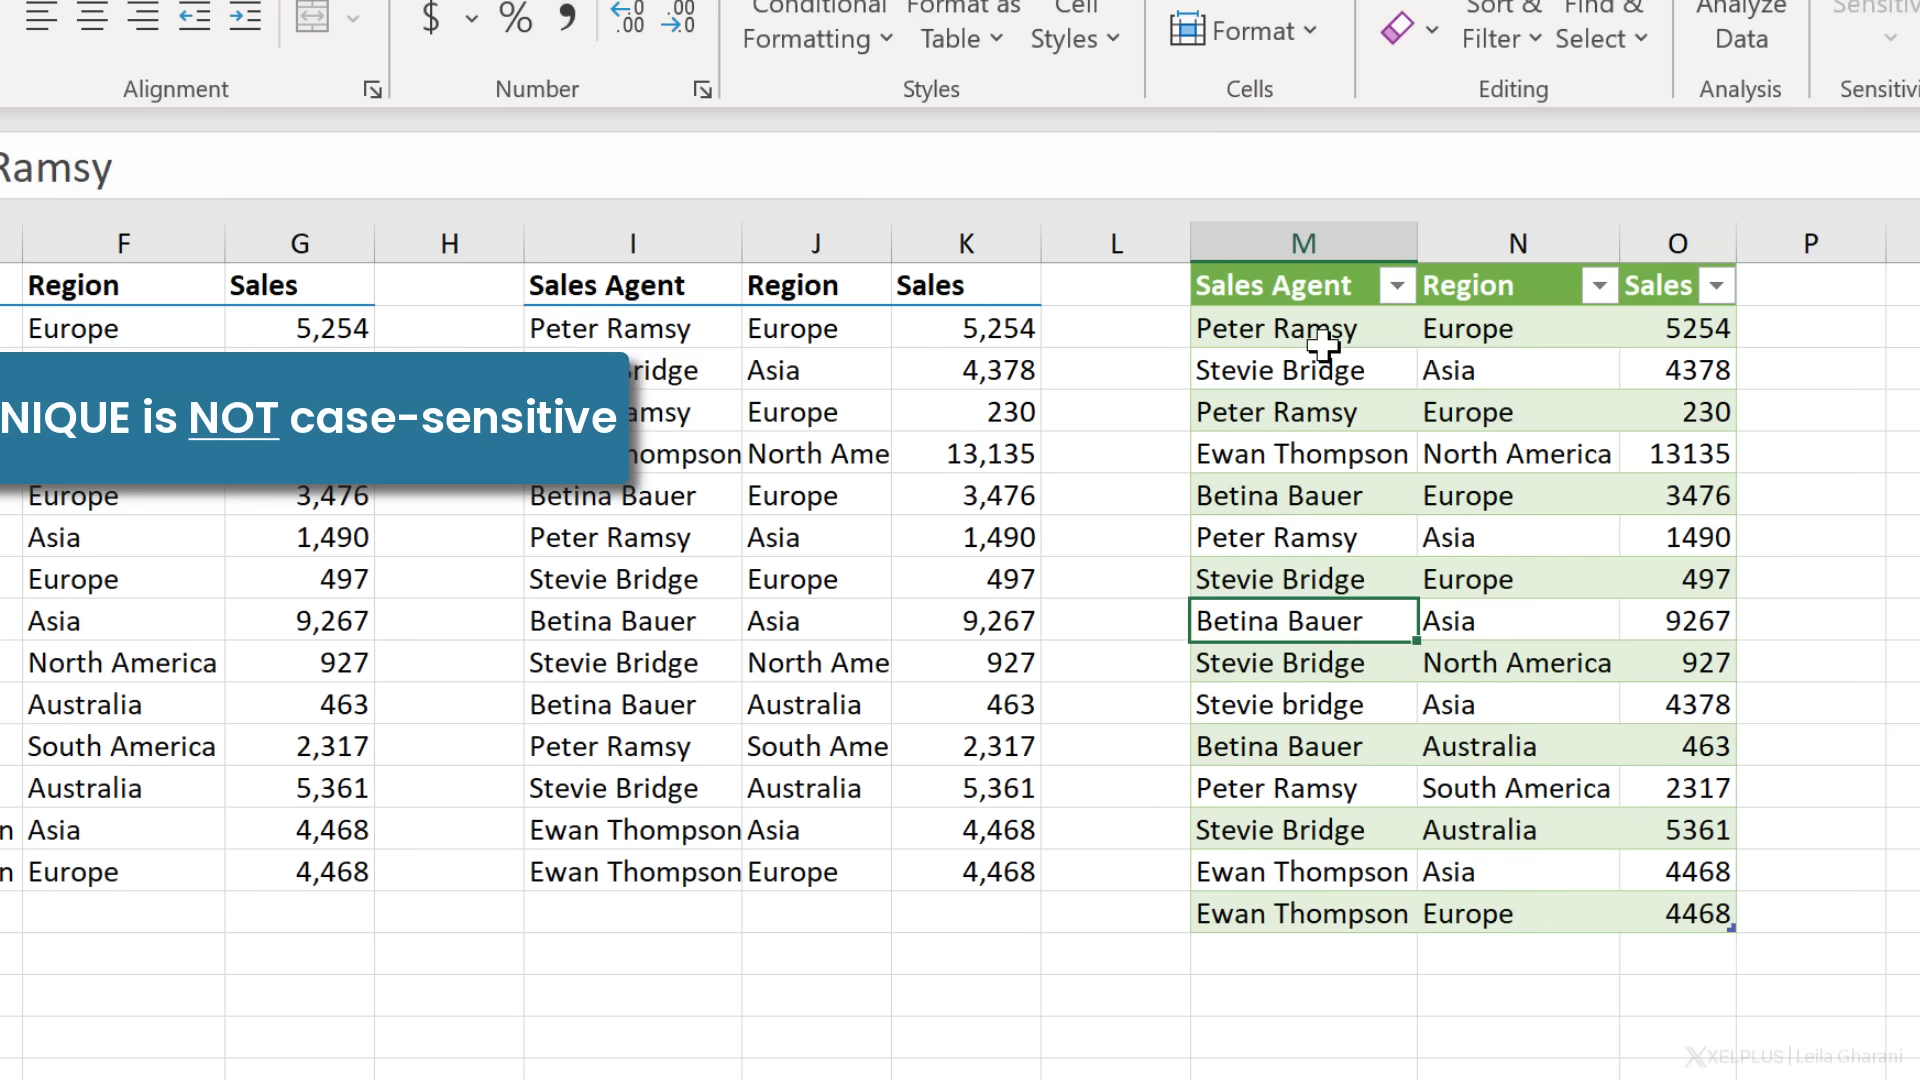 $ % 9 ←0 .00 .00 →.0
Conditional Format as Cell Sort & Find & Analyze Sensitiv
Formatting Table Styles Format Filter Select Data
Alignment Number Styles Cells Editing Analysis Sensitivi
Ramsy
F G H I J K L M N O P
Region Sales Sales Agent Region Sales Sales Agent Region Sales
Europe 5,254 Peter Ramsy Europe 5,254 Peter Ramsy Europe 5254
ridge Asia 4,378 Stevie Bridge Asia 4378
NIQUE is NOT case-sensitive amsy Europe 230 Peter Ramsy Europe 230
hompson North Ame 13,135 Ewan Thompson North America 13135
Europe 3,476 Betina Bauer Europe 3,476 Betina Bauer Europe 3476
Asia 1,490 Peter Ramsy Asia 1,490 Peter Ramsy Asia 1490
Europe 497 Stevie Bridge Europe 497 Stevie Bridge Europe 497
Asia 9,267 Betina Bauer Asia 9,267 Betina Bauer Asia 9267
North America 927 Stevie Bridge North Ame 927 Stevie Bridge North America 927
Australia 463 Betina Bauer Australia 463 Stevie bridge Asia 4378
South America 2,317 Peter Ramsy South Ame 2,317 Betina Bauer Australia 463
Australia 5,361 Stevie Bridge Australia 5,361 Peter Ramsy South America 2317
n Asia 4,468 Ewan Thompson Asia 4,468 Stevie Bridge Australia 5361
n Europe 4,468 Ewan Thompson Europe 4,468 Ewan Thompson Asia 4468
Ewan Thompson Europe 4468
XELPLUS | Leila Gharani